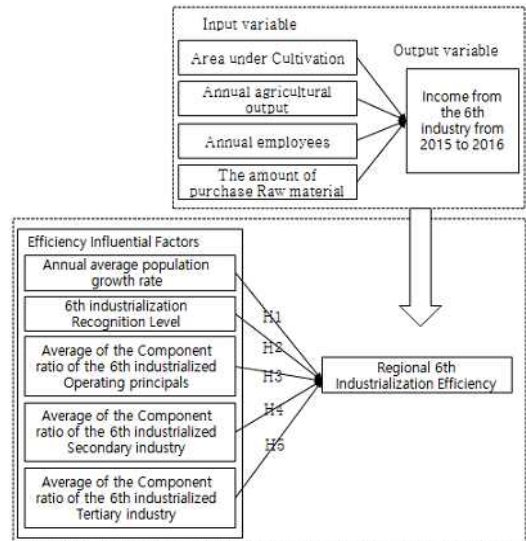 Input variable
Output variable
Area under Cultivation
Annual agricultural
output
Annual employees
The amount of
purchase Raw material
Income from
the 6th
industry from
2015 to 2016
Efficiency Influential Factors
Annual average population
growth rate
6th industrialization
Recognition Level
Average of the Component
ratio of the 6th industrialized
Operating principals
Average of the Component
ratio of the 6th industrialized
Secondary industry
Average of the Component
ratio of the 6th industrialized
Tertiary industry
H1
H2
H3
H4
H5
Regional 6th
Industrialization Efficiency